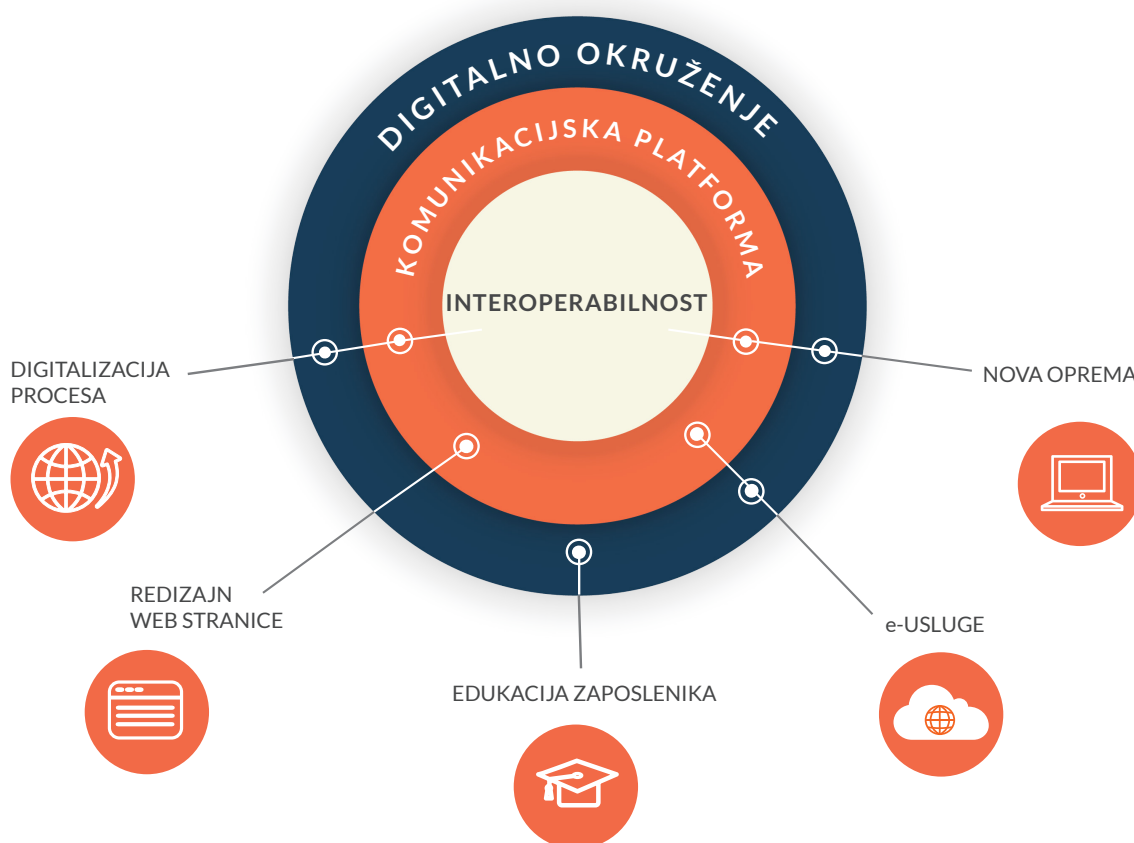 DIGITALNO OKRUŽENJE
KOMUNIKACIJSKA PLATFORMA
INTEROPERABILNOST
DIGITALIZACIJA
PROCESA
NOVA OPREMA
REDIZAJN
WEB STRANICE
e-USLUGE
EDUKACIJA ZAPOSLENIKA